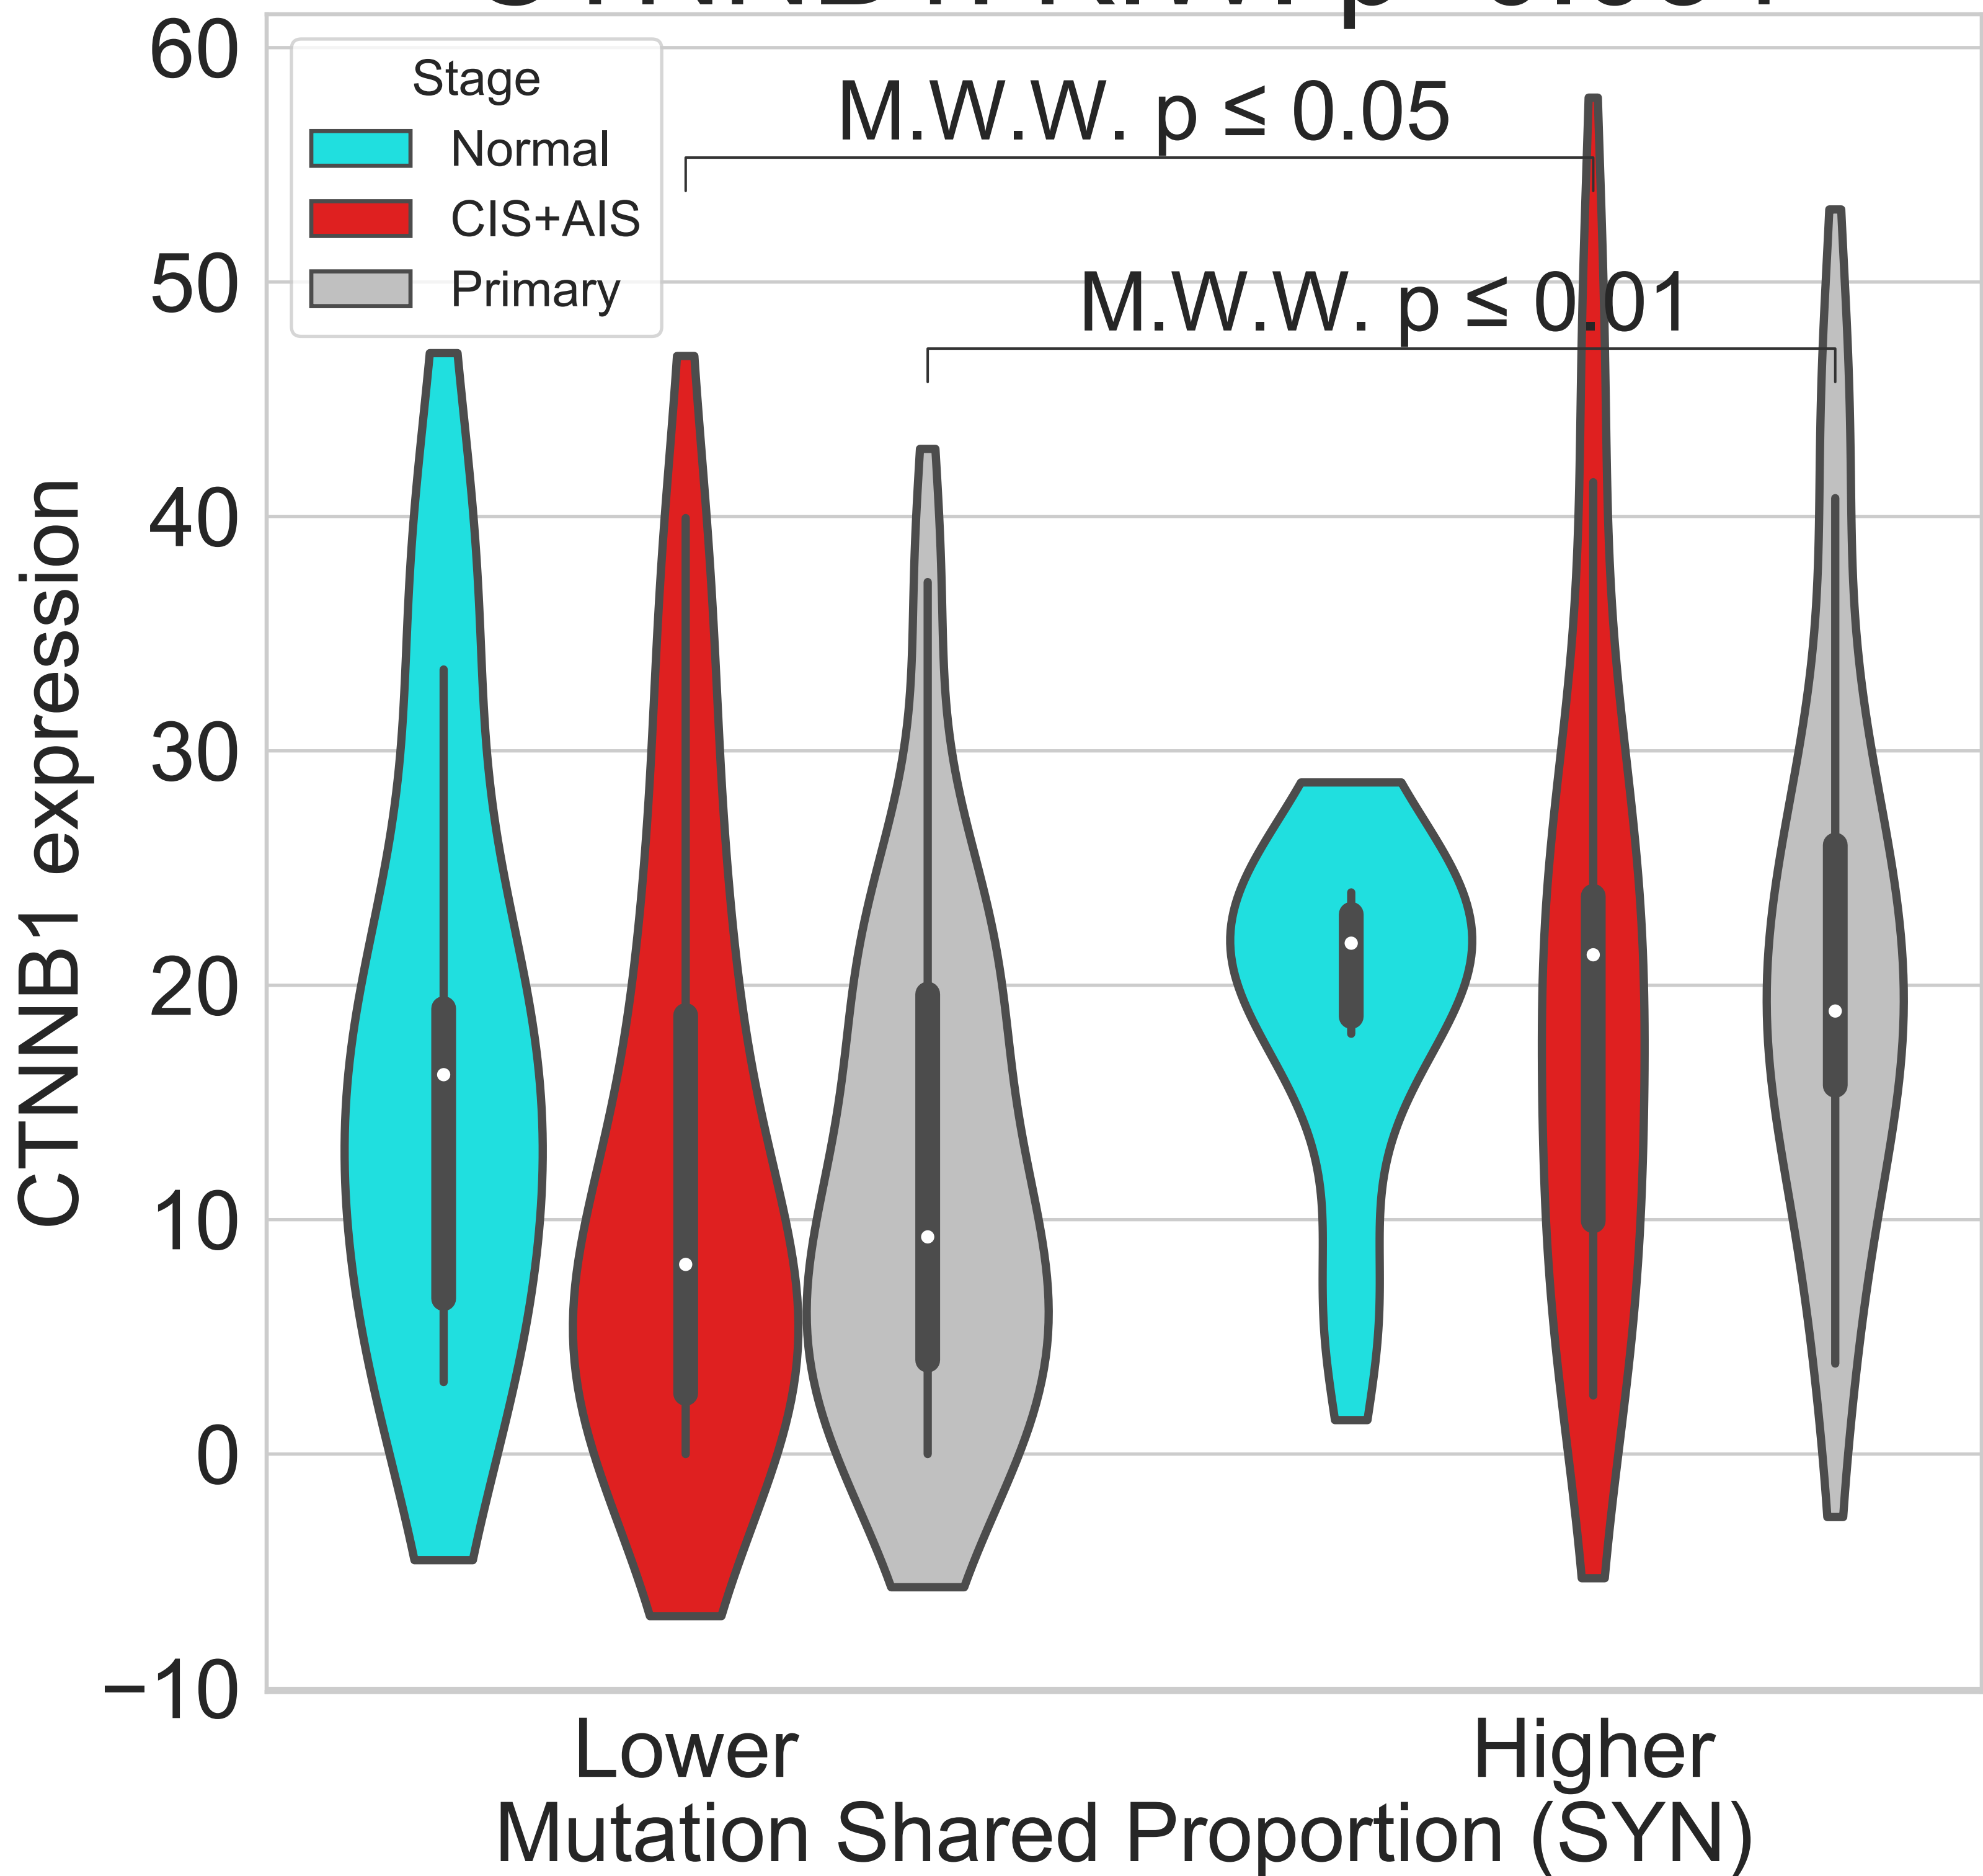 60
50
40
30
20
10
0
−10
CTNNB1 expression
Stage
Normal
CIS+AIS
Primary
M.W.W. p ≤ 0.05
M.W.W. p ≤ 0.01
Lower
Higher
Mutation Shared Proportion (SYN)